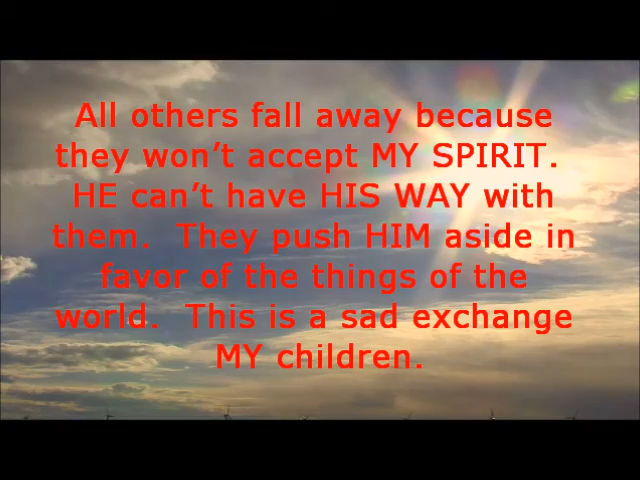 All others fall away because
they won't accept MY SPIRIT.
HE can't have HIS WAY with
them.  They push HIM aside in
favor of the things of the
world.  This is a sad exchange
MY children.